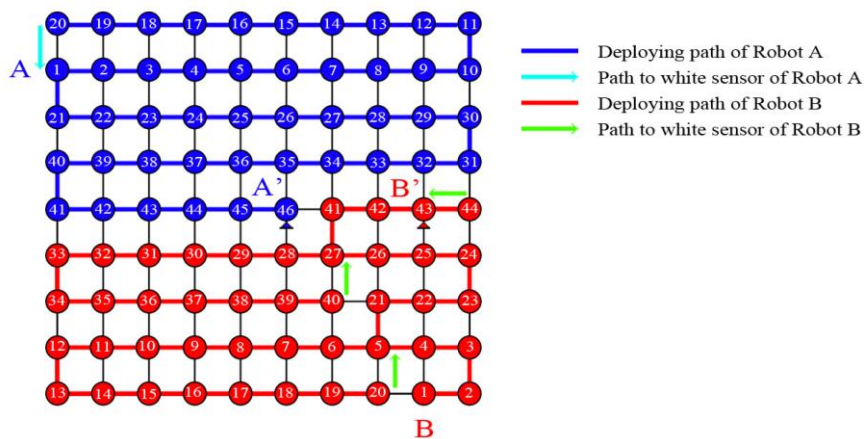 20 19 18 17 16 15 14 13 12 11
A 1 2 3 4 5 6 7 8 9 10
21 22 23 24 25 26 27 28 29 30
40 39 38 37 36 35 34 33 32 31
A' B'
41 42 43 44 45 46 41 42 43 44
33 32 31 30 29 28 27 26 25 24
34 35 36 37 38 39 40 21 22 23
12 11 10 9 8 7 6 5 4 3
13 14 15 16 17 18 19 20 1 2
B
Deploying path of Robot A
Path to white sensor of Robot A
Deploying path of Robot B
Path to white sensor of Robot B